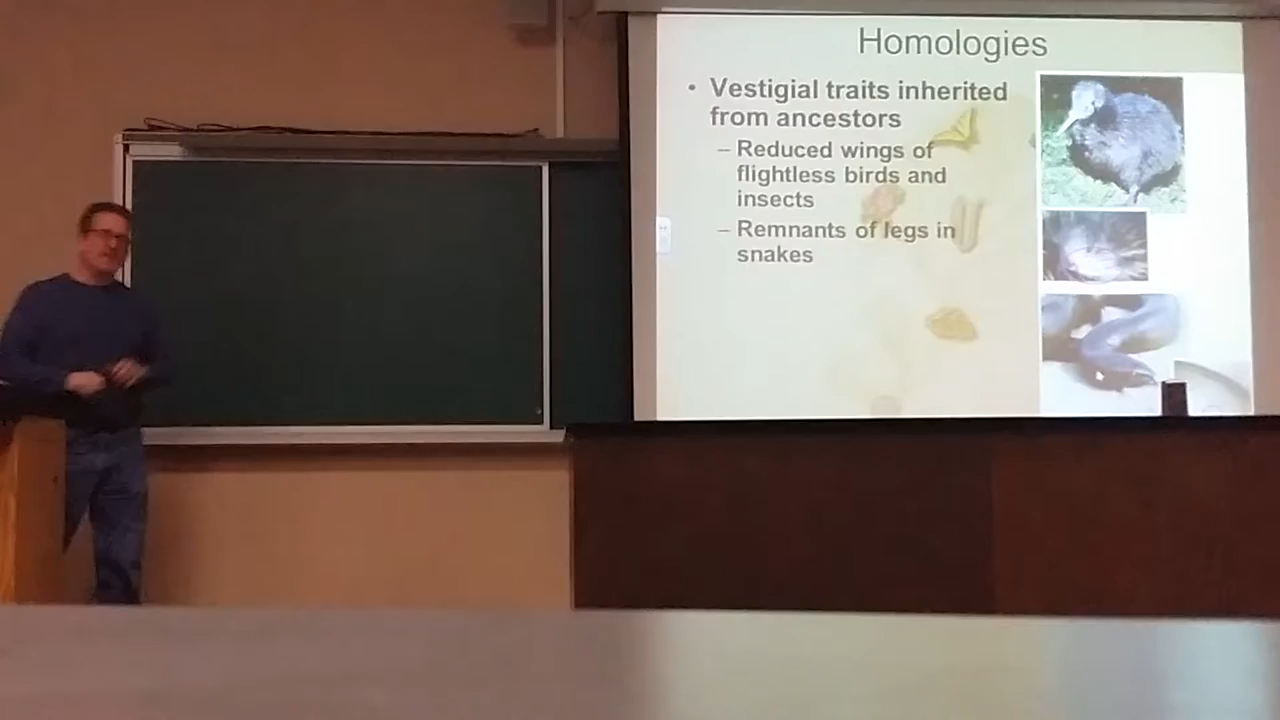 Homologies
• Vestigial traits inherited
from ancestors
– Reduced wings of
flightless birds and
insects
– Remnants of legs in
snakes